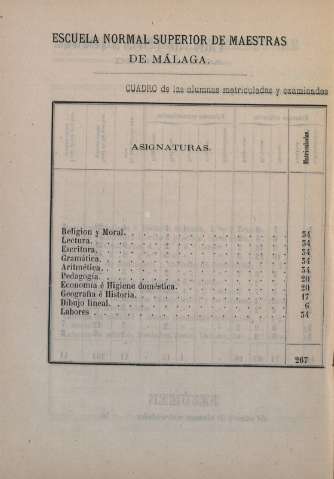 ESCUELA NORMAL SUPERIOR DE MAESTRAS
DE MÁLAGA.
CUADRO de las alumnas matriculadas y examinadas
ASIGNATURAS. Matriculadas.
Religion y Moral. 34
Lectura. 34
Escritura. 34
Gramática. 34
Aritmética. 34
Pedagogía. 20
Economía é Higiene doméstica. 20
Geografía é Historia. 17
Dibujo lineal. 6
Labores 34
267